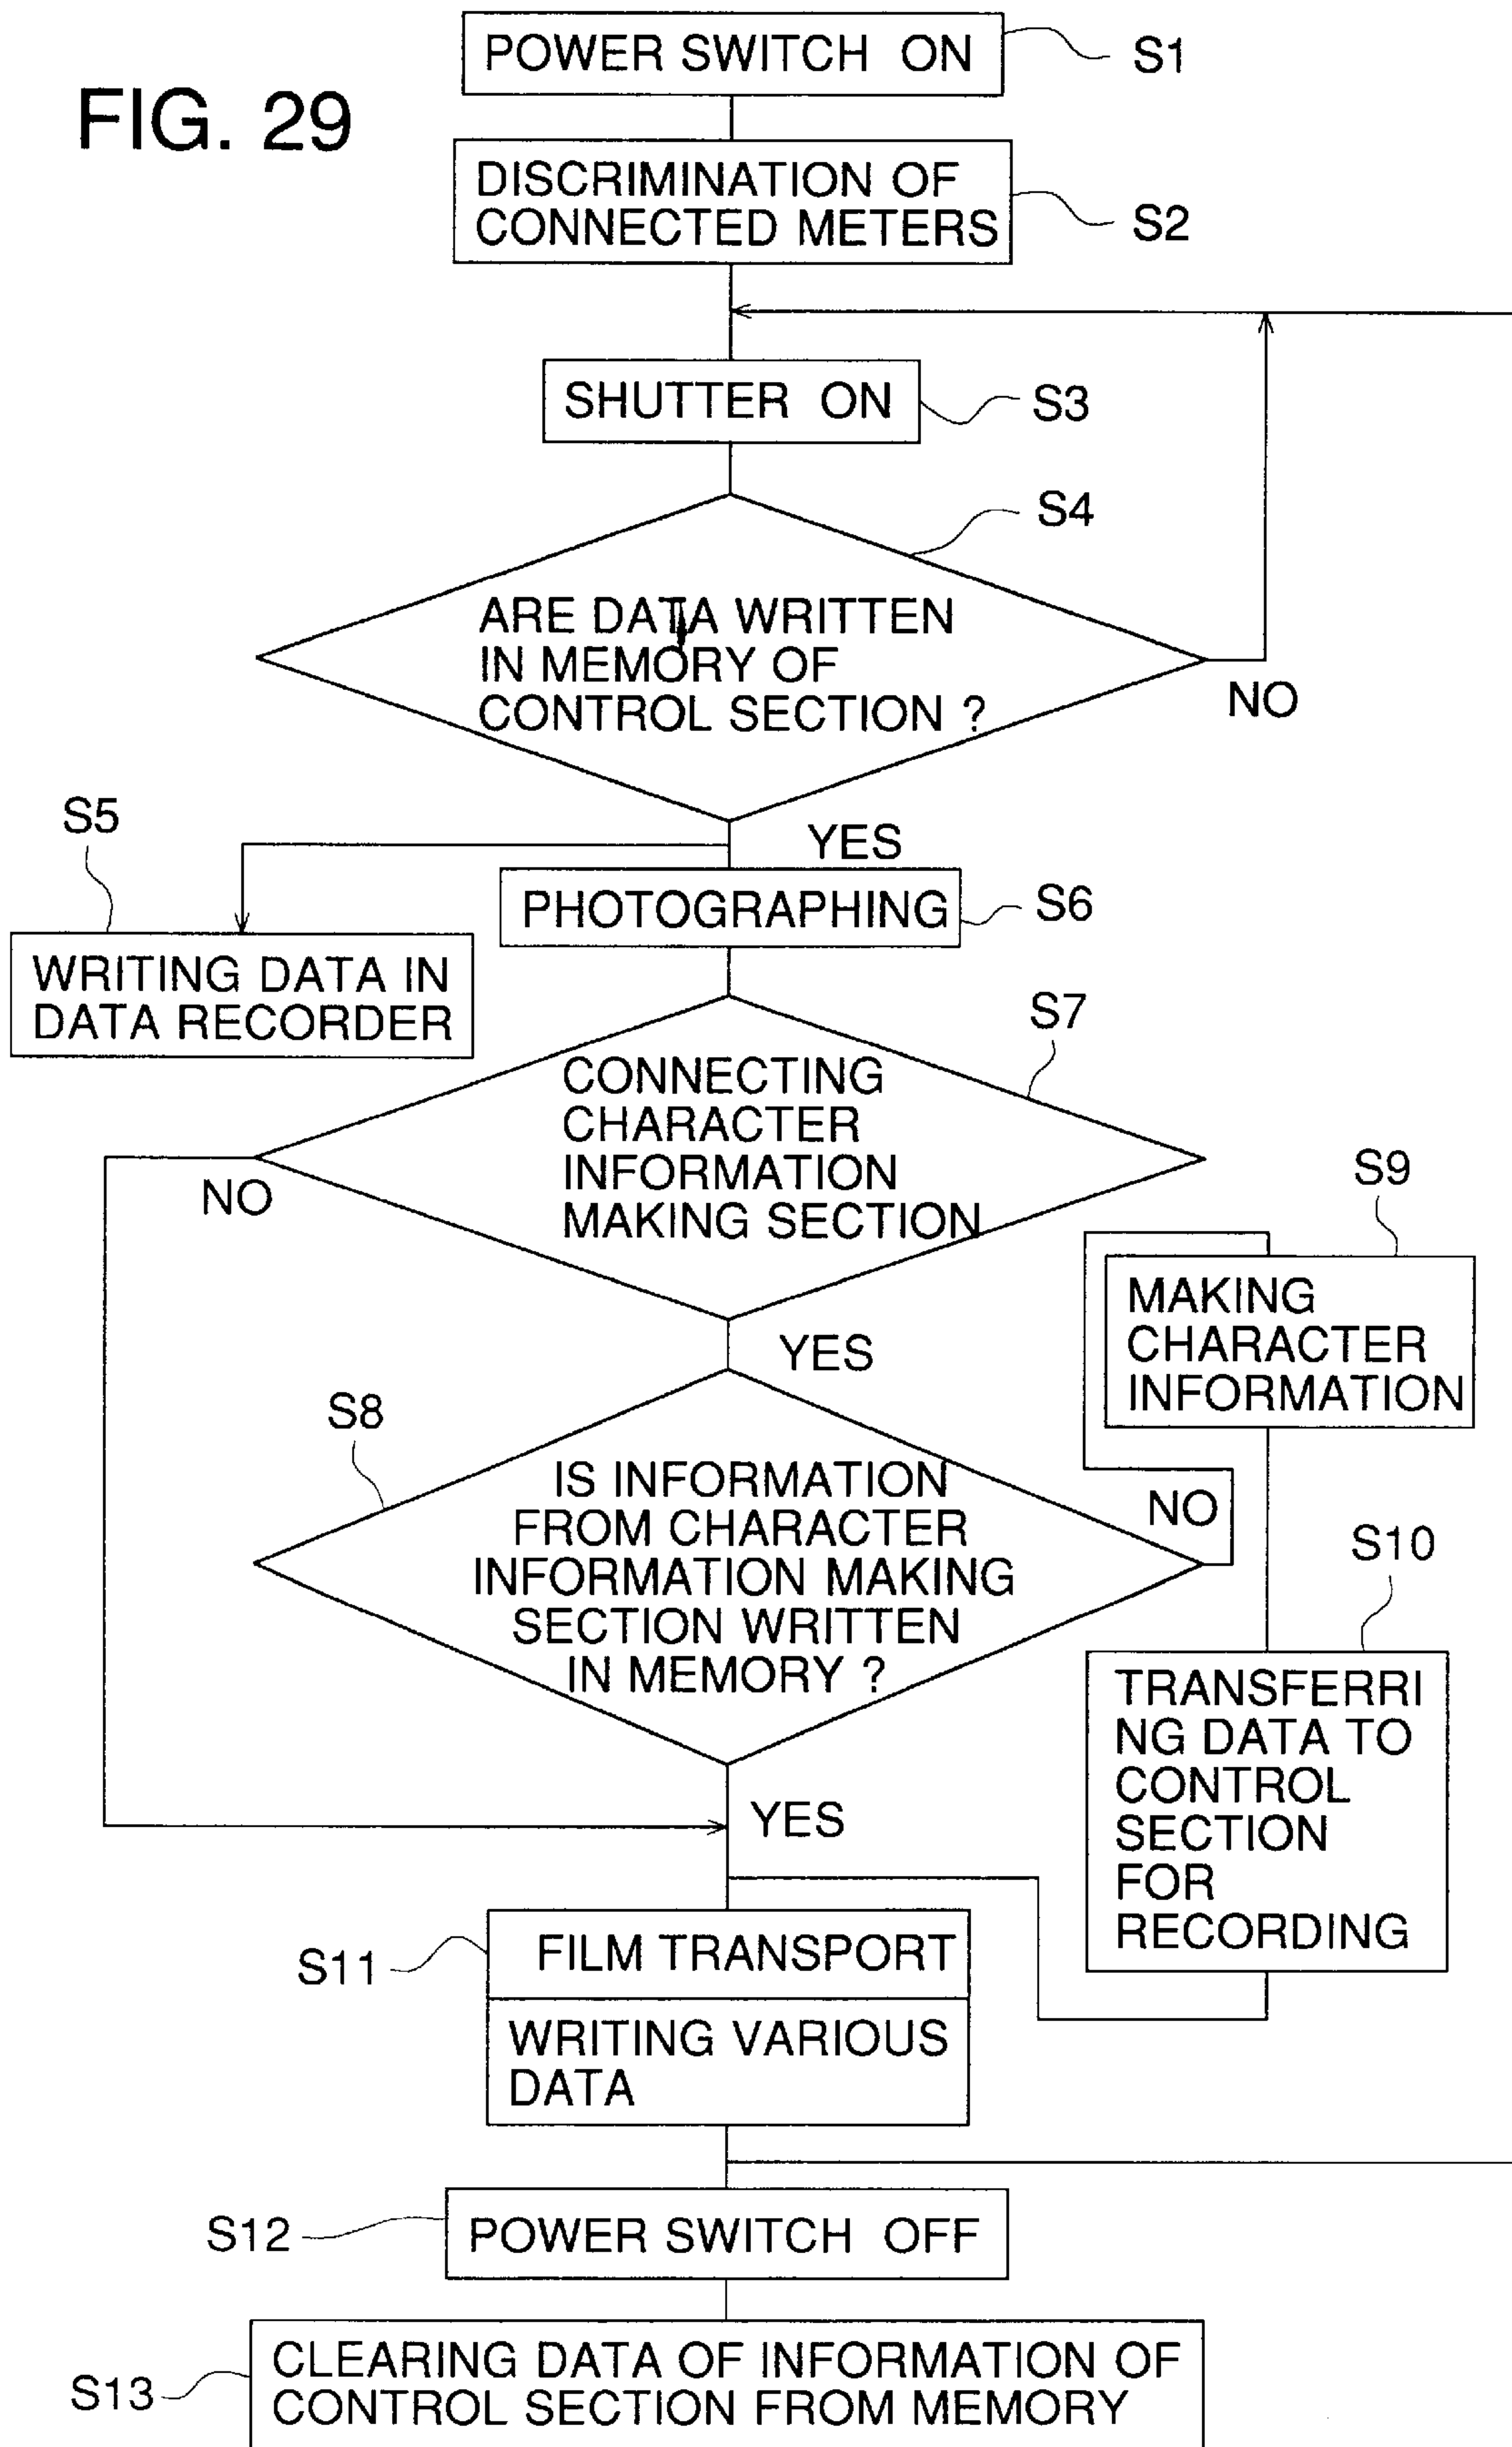 POWER SWITCH ON
S1
FIG. 29
DISCRIMINATION OF
CONNECTED METERS
S2
SHUTTER ON
S3
S4
ARE DATA WRITTEN
IN MEMORY OF
CONTROL SECTION ?
NO
S5
YES
PHOTOGRAPHING
S6
WRITING DATA IN
DATA RECORDER
S7
CONNECTING
CHARACTER
INFORMATION
MAKING SECTION
NO
S9
MAKING
CHARACTER
INFORMATION
YES
S8
IS INFORMATION
FROM CHARACTER
INFORMATION MAKING
SECTION WRITTEN
IN MEMORY ?
NO
S10
TRANSFERRI
NG DATA TO
CONTROL
SECTION
FOR
RECORDING
YES
S11
FILM TRANSPORT
WRITING VARIOUS
DATA
S12
POWER SWITCH OFF
S13
CLEARING DATA OF INFORMATION OF
CONTROL SECTION FROM MEMORY